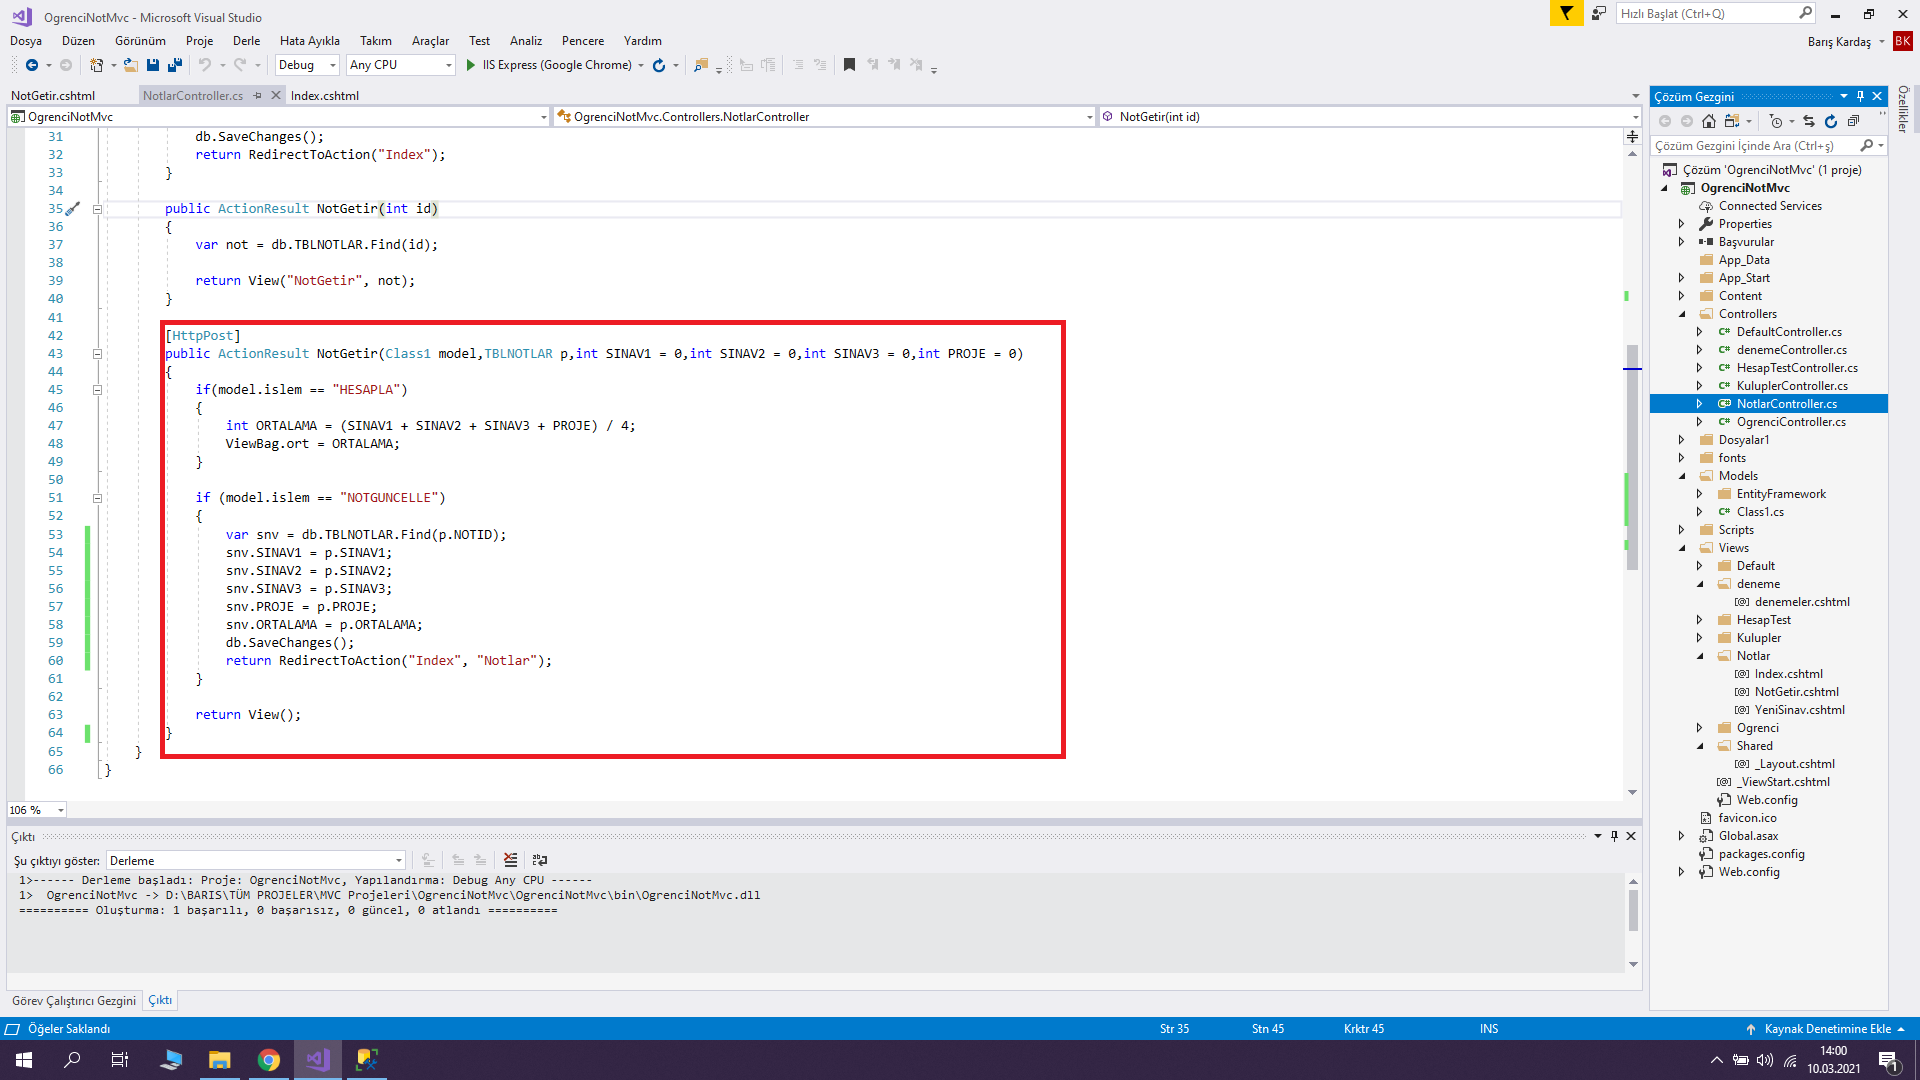 OgrenciNotMvc - Microsoft Visual Studio
Hızlı Başlat (Ctrl+Q)
Dosya Düzen Görünüm Proje Derle Hata Ayıkla Takım Araçlar Test Analiz Pencere Yardım
Barış Kardaş BK
Debug Any CPU IIS Express (Google Chrome)
NotGetir.cshtml NotlarController.cs Index.cshtml
OgrenciNotMvc OgrenciNotMvc.Controllers.NotlarController NotGetir(int id)
31 db.SaveChanges();
32 return RedirectToAction("Index");
33 }
34
35 public ActionResult NotGetir(int id)
36 {
37 var not = db.TBLNOTLAR.Find(id);
38
39 return View("NotGetir", not);
40 }
41
42 [HttpPost]
43 public ActionResult NotGetir(Class1 model,TBLNOTLAR p,int SINAV1 = 0,int SINAV2 = 0,int SINAV3 = 0,int PROJE = 0)
44 {
45 if(model.islem == "HESAPLA")
46 {
47 int ORTALAMA = (SINAV1 + SINAV2 + SINAV3 + PROJE) / 4;
48 ViewBag.ort = ORTALAMA;
49 }
50
51 if (model.islem == "NOTGUNCELLE")
52 {
53 var snv = db.TBLNOTLAR.Find(p.NOTID);
54 snv.SINAV1 = p.SINAV1;
55 snv.SINAV2 = p.SINAV2;
56 snv.SINAV3 = p.SINAV3;
57 snv.PROJE = p.PROJE;
58 snv.ORTALAMA = p.ORTALAMA;
59 db.SaveChanges();
60 return RedirectToAction("Index", "Notlar");
61 }
62
63 return View();
64 }
65 }
66 }
106 %
Çıktı
Şu çıktıyı göster: Derleme
1>------ Derleme başladı: Proje: OgrenciNotMvc, Yapılandırma: Debug Any CPU ------
1> OgrenciNotMvc -> D:\BARIS\TÜM PROJELER\MVC Projeleri\OgrenciNotMvc\OgrenciNotMvc\bin\OgrenciNotMvc.dll
========== Oluşturma: 1 başarılı, 0 başarısız, 0 güncel, 0 atlandı ==========
Görev Çalıştırıcı Gezgini Çıktı
Çözüm Gezgini
Özellikler
Çözüm Gezgini İçinde Ara (Ctrl+ş)
Çözüm 'OgrenciNotMvc' (1 proje)
OgrenciNotMvc
Connected Services
Properties
Başvurular
App_Data
App_Start
Content
Controllers
C# DefaultController.cs
C# denemeController.cs
C# HesapTestController.cs
C# KuluplerController.cs
C# NotlarController.cs
C# OgrenciController.cs
Dosyalar1
fonts
Models
EntityFramework
C# Class1.cs
Scripts
Views
Default
deneme
[@] denemeler.cshtml
HesapTest
Kulupler
Notlar
[@] Index.cshtml
[@] NotGetir.cshtml
[@] YeniSinav.cshtml
Ogrenci
Shared
[@] _Layout.cshtml
[@] _ViewStart.cshtml
Web.config
favicon.ico
Global.asax
packages.config
Web.config
Öğeler Saklandı Str 35 Stn 45 Krktr 45 INS Kaynak Denetimine Ekle
14:00
10.03.2021
1